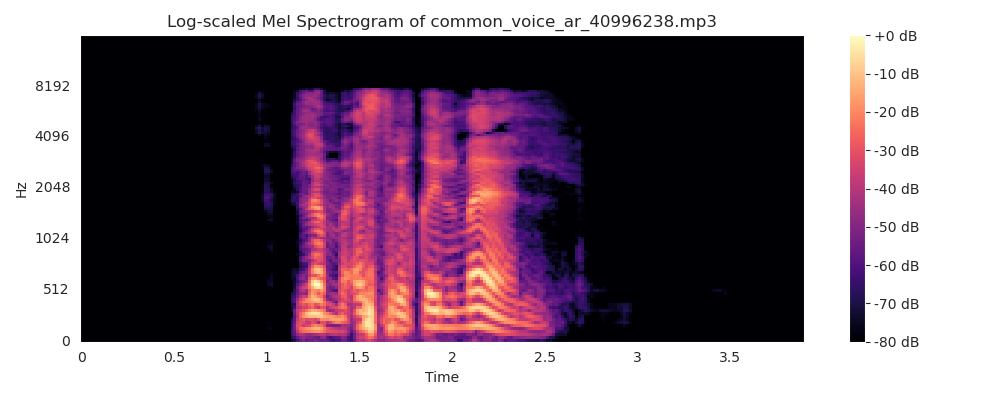 Log-scaled Mel Spectrogram of common_voice_ar_40996238.mp3
Hz
8192
4096
2048
1024
512
0
0 0.5 1 1.5 2 2.5 3 3.5
Time
+0 dB
-10 dB
-20 dB
-30 dB
-40 dB
-50 dB
-60 dB
-70 dB
-80 dB